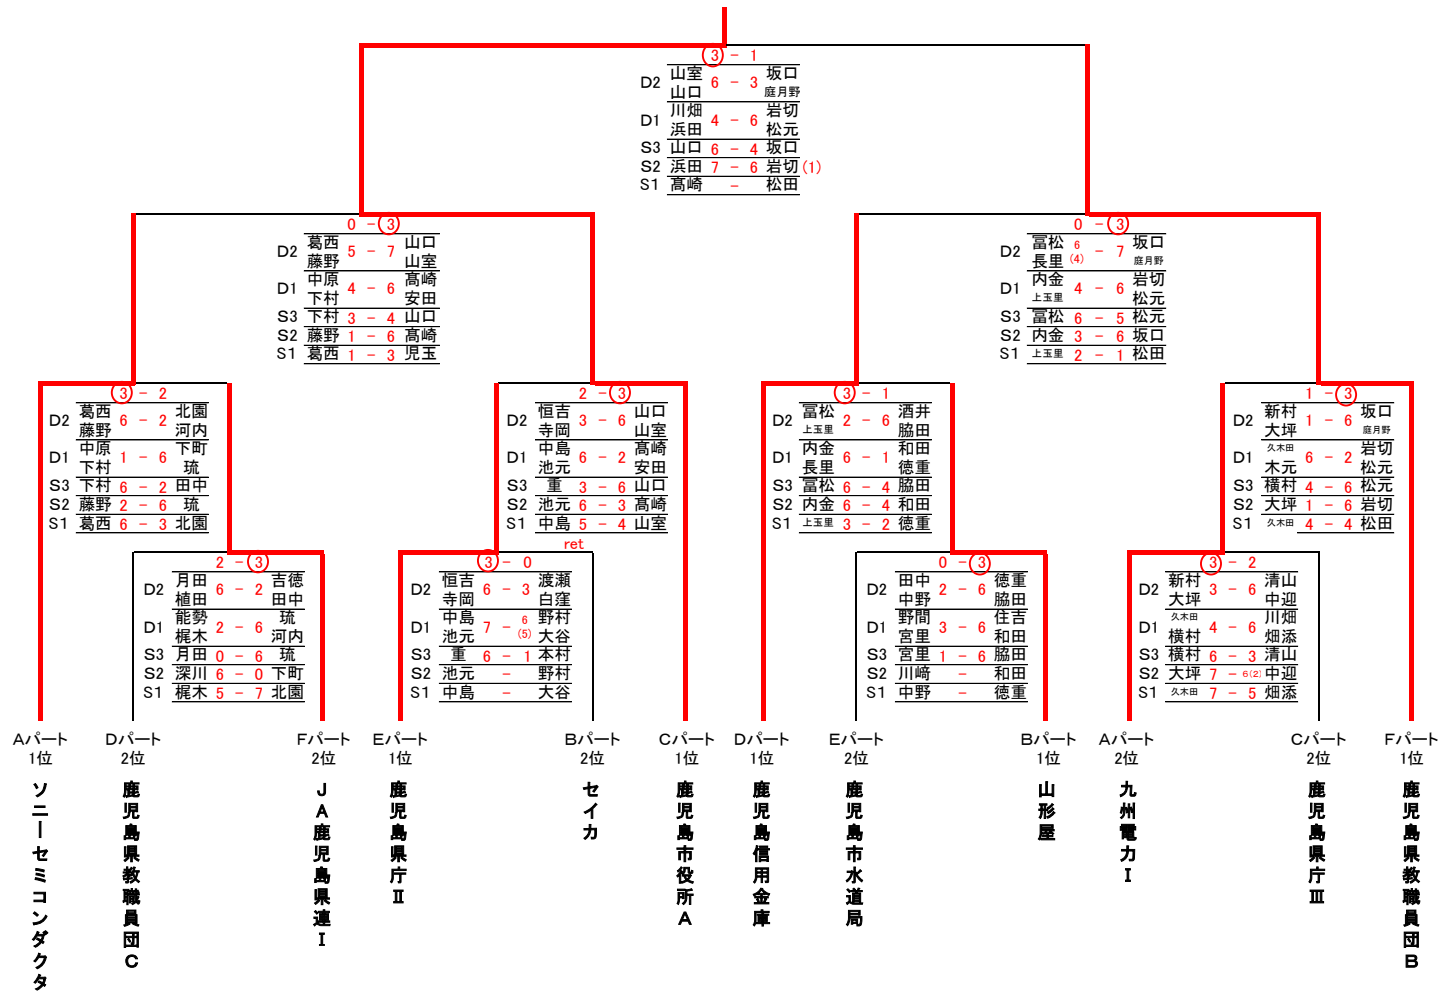 3 - 1
D2 山室 山口 6 - 3 坂口 庭月野
D1 川畑 浜田 4 - 6 岩切 松元
S3 山口 6 - 4 坂口
S2 浜田 7 - 6 岩切 (1)
S1 髙崎 - 松田
0 - 3
D2 葛西 藤野 5 - 7 山口 山室
D1 中原 下村 4 - 6 髙崎 安田
S3 下村 3 - 4 山口
S2 藤野 1 - 6 髙崎
S1 葛西 1 - 3 児玉
0 - 3
D2 冨松 長里 6 (4) - 7 坂口 庭月野
D1 内金 上玉里 4 - 6 岩切 松元
S3 冨松 6 - 5 松元
S2 内金 3 - 6 坂口
S1 上玉里 2 - 1 松田
3 - 2
D2 葛西 藤野 6 - 2 北園 河内
D1 中原 下村 1 - 6 下町 琉
S3 下村 6 - 2 田中
S2 藤野 2 - 6 琉
S1 葛西 6 - 3 北園
2 - 3
D2 恒吉 寺岡 3 - 6 山口 山室
D1 中島 池元 6 - 2 髙崎 安田
S3 重 3 - 6 山口
S2 池元 6 - 3 髙崎
S1 中島 5 - 4 山室
ret
3 - 1
D2 冨松 上玉里 2 - 6 酒井 脇田
D1 内金 長里 6 - 1 和田 徳重
S3 冨松 6 - 4 脇田
S2 内金 6 - 4 和田
S1 上玉里 3 - 2 徳重
1 - 3
D2 新村 大坪 1 - 6 坂口 庭月野
D1 久木田 木元 6 - 2 岩切 松元
S3 横村 4 - 6 松元
S2 大坪 1 - 6 岩切
S1 久木田 4 - 4 松田
2 - 3
D2 月田 植田 6 - 2 吉徳 田中
D1 能勢 梶木 2 - 6 琉 河内
S3 月田 0 - 6 琉
S2 深川 6 - 0 下町
S1 梶木 5 - 7 北園
3 - 0
D2 恒吉 寺岡 6 - 3 渡瀬 白窪
D1 中島 池元 7 - 6 (5) 野村 大谷
S3 重 6 - 1 本村
S2 池元 - 野村
S1 中島 - 大谷
0 - 3
D2 田中 中野 2 - 6 徳重 脇田
D1 野間 宮里 3 - 6 住吉 和田
S3 宮里 1 - 6 脇田
S2 川﨑 - 和田
S1 中野 - 徳重
3 - 2
D2 新村 大坪 3 - 6 清山 中迎
D1 久木田 横村 4 - 6 川畑 畑添
S3 横村 6 - 3 清山
S2 大坪 7 - 6(2) 中迎
S1 久木田 7 - 5 畑添
Aパート 1位 ソニーセミコンダクタ
Dパート 2位 鹿児島県教職員団C
Fパート 2位 JA鹿児島県連Ⅰ
Eパート 1位 鹿児島県庁Ⅱ
Bパート 2位 セイカ
Cパート 1位 鹿児島市役所A
Dパート 1位 鹿児島信用金庫
Eパート 2位 鹿児島市水道局
Bパート 1位 山形屋
Aパート 2位 九州電力Ⅰ
Cパート 2位 鹿児島県庁Ⅲ
Fパート 1位 鹿児島県教職員団B